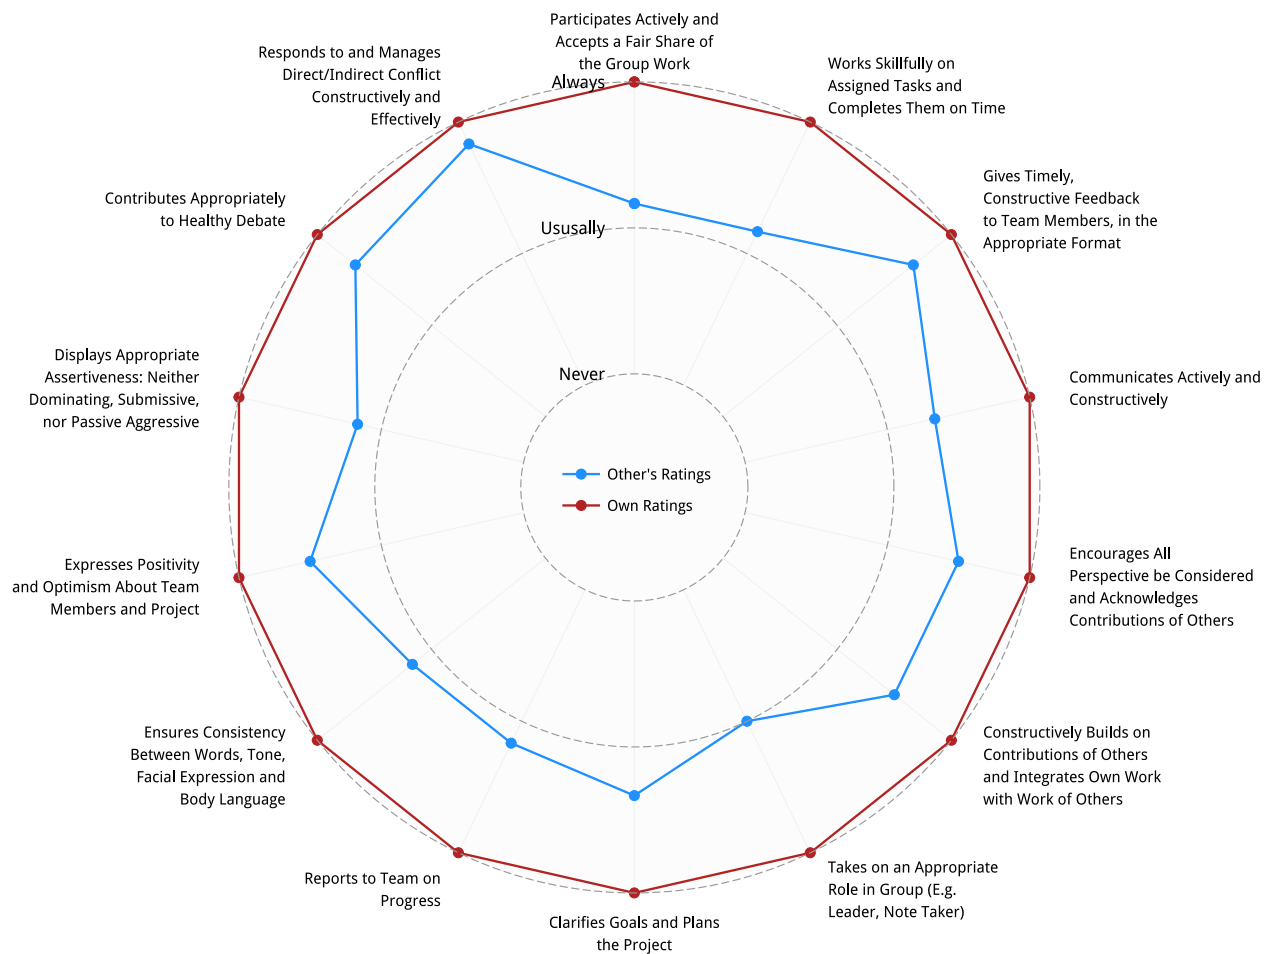 Participates Actively and
Accepts a Fair Share of
the Group Work
Works Skillfully on
Assigned Tasks and
Completes Them on Time
Gives Timely,
Constructive Feedback
to Team Members, in the
Appropriate Format
Communicates Actively and
Constructively
Encourages All
Perspective be Considered
and Acknowledges
Contributions of Others
Constructively Builds on
Contributions of Others
and Integrates Own Work
with Work of Others
Takes on an Appropriate
Role in Group (E.g.
Leader, Note Taker)
Clarifies Goals and Plans
the Project
Reports to Team on
Progress
Ensures Consistency
Between Words, Tone,
Facial Expression and
Body Language
Expresses Positivity
and Optimism About Team
Members and Project
Displays Appropriate
Assertiveness: Neither
Dominating, Submissive,
nor Passive Aggressive
Contributes Appropriately
to Healthy Debate
Responds to and Manages
Direct/Indirect Conflict
Constructively and
Effectively
Always
Ususally
Never
Other's Ratings
Own Ratings